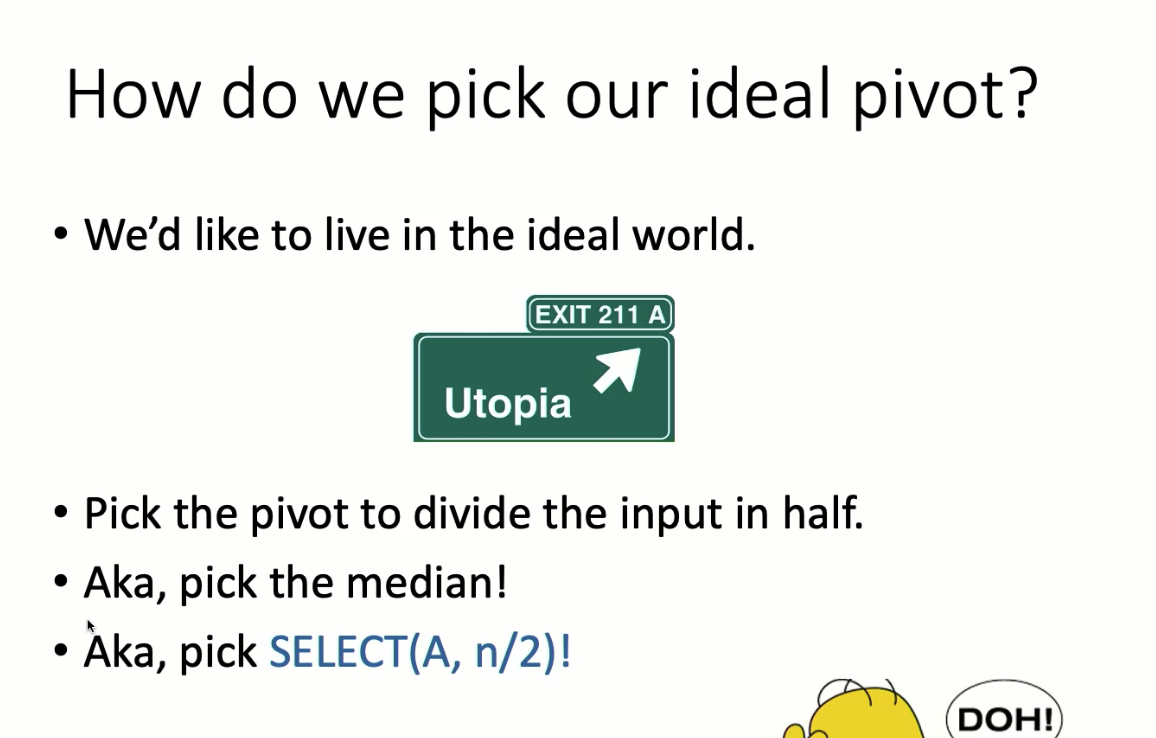 How do we pick our ideal pivot?
• We’d like to live in the ideal world.
EXIT 211 A
Utopia
• Pick the pivot to divide the input in half.
• Aka, pick the median!
• Aka, pick SELECT(A, n/2)!
DOH!